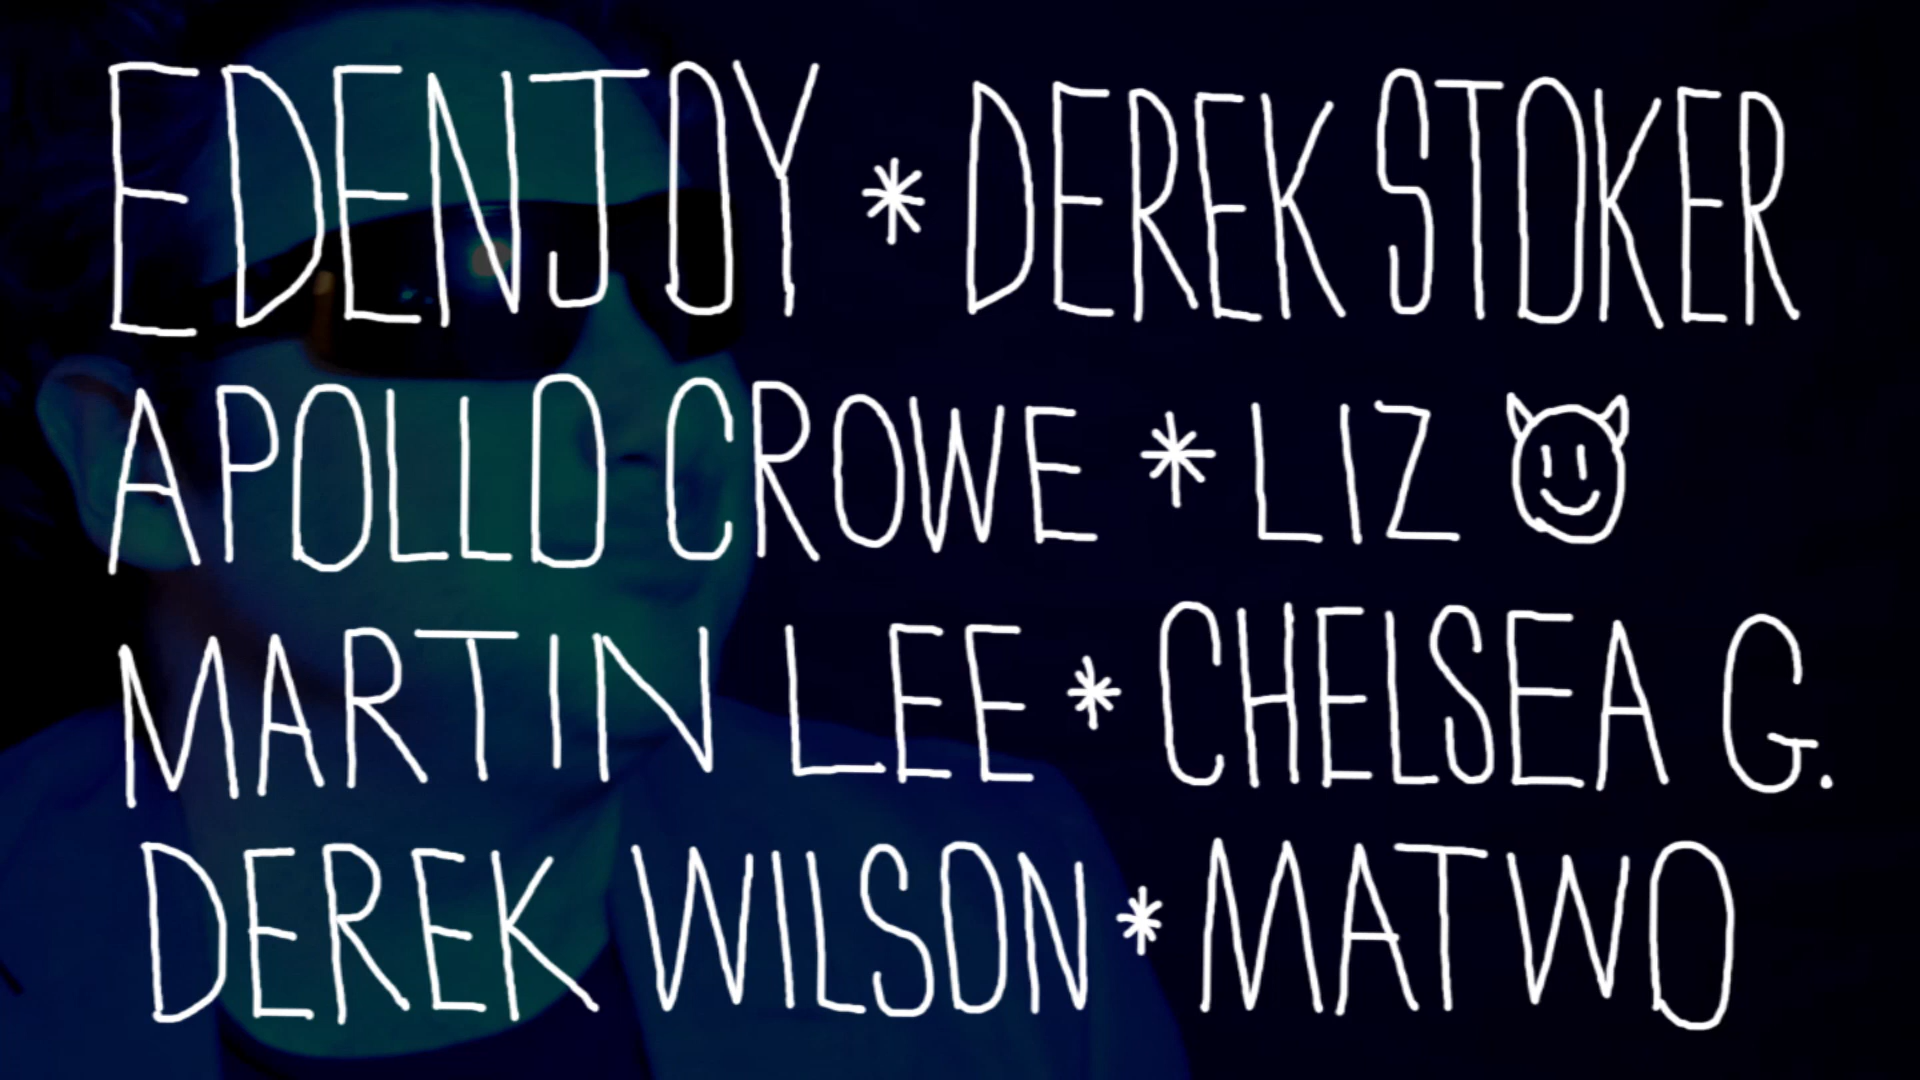 EDENJOY * DEREK STOKER
APOLLO CROWE * LIZ 😈
MARTIN LEE * CHELSEA G.
DEREK WILSON * MATWO